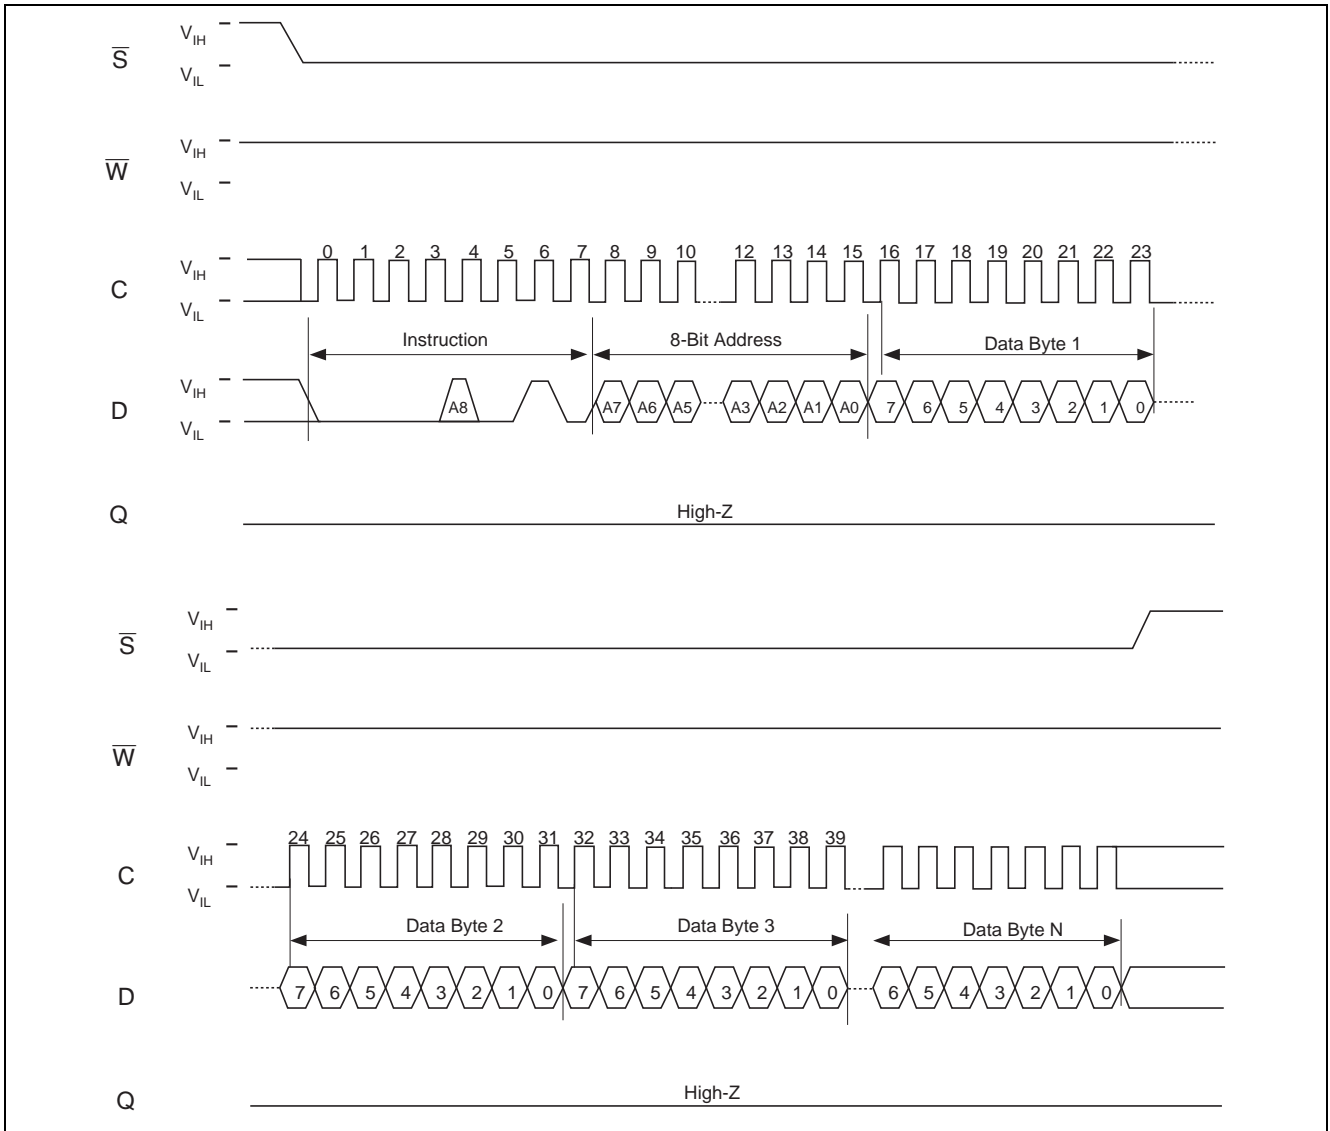 S̅
V_IH
V_IL
W̅
V_IH
V_IL
0 1 2 3 4 5 6 7 8 9 10 12 13 14 15 16 17 18 19 20 21 22 23
C
V_IH
V_IL
Instruction
8-Bit Address
Data Byte 1
D
V_IH
V_IL
A8 A7 A6 A5 A3 A2 A1 A0 7 6 5 4 3 2 1 0
Q
High-Z
S̅
V_IH
V_IL
W̅
V_IH
V_IL
24 25 26 27 28 29 30 31 32 33 34 35 36 37 38 39
C
V_IH
V_IL
Data Byte 2
Data Byte 3
Data Byte N
D
7 6 5 4 3 2 1 0 7 6 5 4 3 2 1 0 6 5 4 3 2 1 0
Q
High-Z